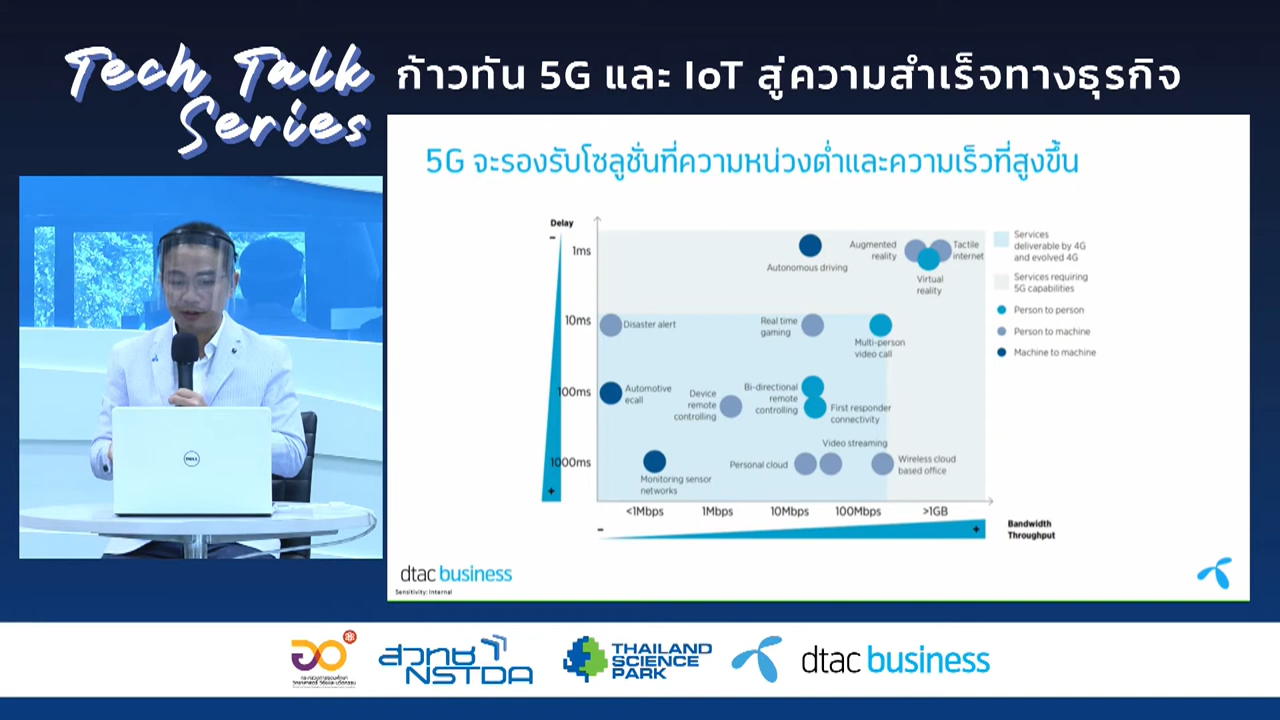 Tech Talk
Series
ก้าวทัน 5G และ IoT สู่ความสำเร็จทางธุรกิจ
5G จะรองรับโซลูชั่นที่ความหน่วงต่ำและความเร็วที่สูงขึ้น
Delay
−
1ms
10ms
100ms
1000ms
+
Autonomous driving
Augmented
reality
Tactile
internet
Virtual
reality
Disaster alert
Real time
gaming
Multi-person
video call
Automotive
ecall
Device
remote
controlling
Bi-directional
remote
controlling
First responder
connectivity
Video streaming
Monitoring sensor
networks
Personal cloud
Wireless cloud
based office
<1Mbps
1Mbps
10Mbps
100Mbps
>1GB
−
+
Bandwidth
Throughput
Services
deliverable by 4G
and evolved 4G
Services requiring
5G capabilities
Person to person
Person to machine
Machine to machine
dtac business
Sensitivity: Internal
DELL
สวทช
NSTDA
THAILAND
SCIENCE
PARK
dtac business